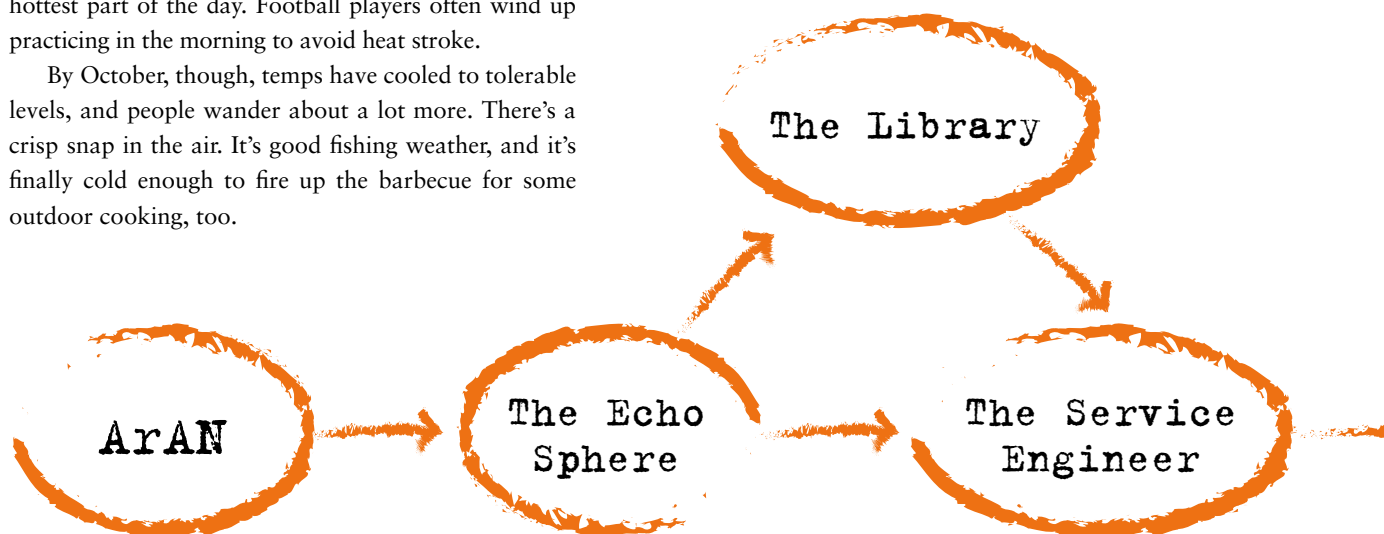 hottest part of the day. Football players often wind up
practicing in the morning to avoid heat stroke.
By October, though, temps have cooled to tolerable
levels, and people wander about a lot more. There’s a
crisp snap in the air. It’s good fishing weather, and it’s
finally cold enough to fire up the barbecue for some
outdoor cooking, too.
The Library
ArAN
The Echo
Sphere
The Service
Engineer